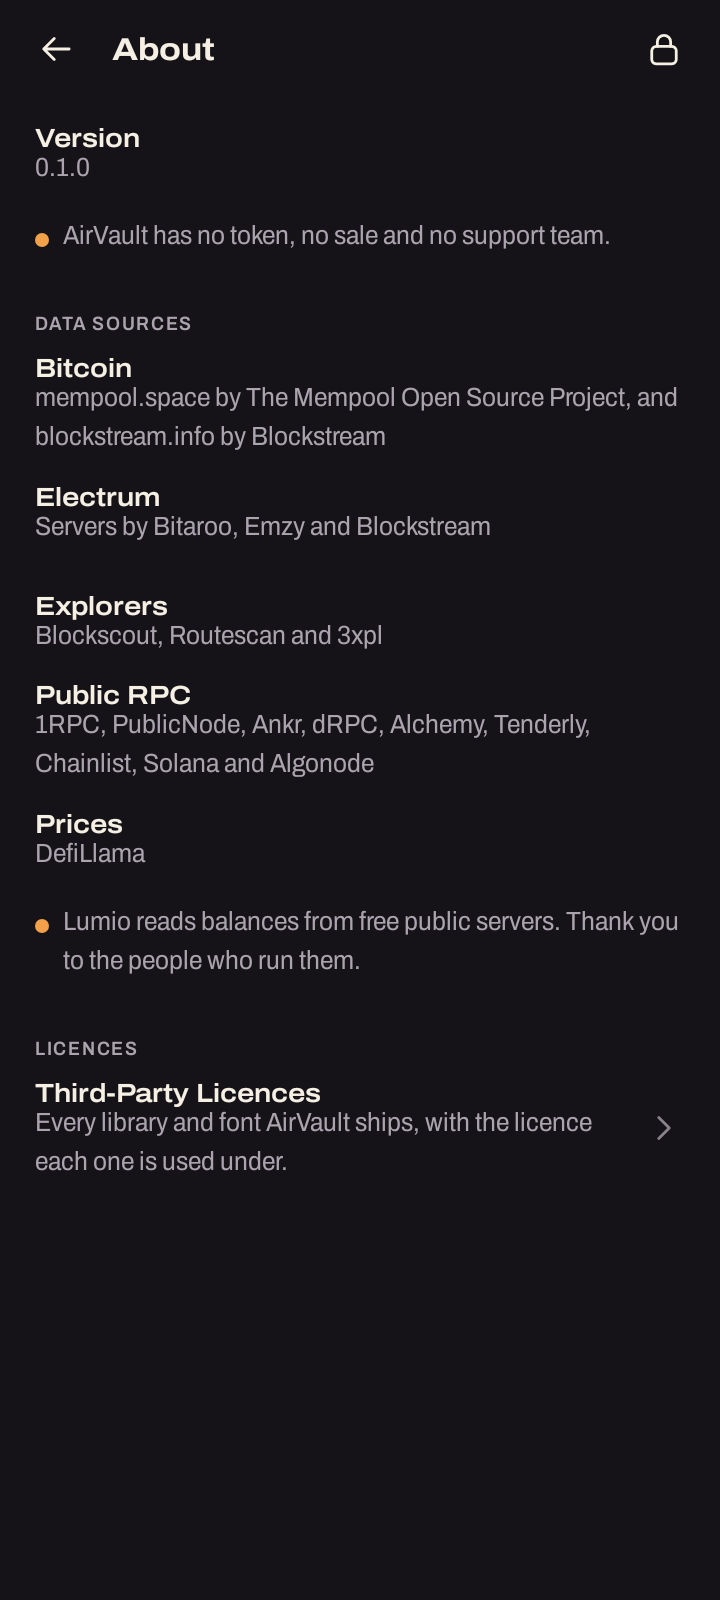 About
Version
0.1.0
AirVault has no token, no sale and no support team.
DATA SOURCES
Bitcoin
mempool.space by The Mempool Open Source Project, and
blockstream.info by Blockstream
Electrum
Servers by Bitaroo, Emzy and Blockstream
Explorers
Blockscout, Routescan and 3xpl
Public RPC
1RPC, PublicNode, Ankr, dRPC, Alchemy, Tenderly,
Chainlist, Solana and Algonode
Prices
DefiLlama
Lumio reads balances from free public servers. Thank you
to the people who run them.
LICENCES
Third-Party Licences
Every library and font AirVault ships, with the licence
each one is used under.